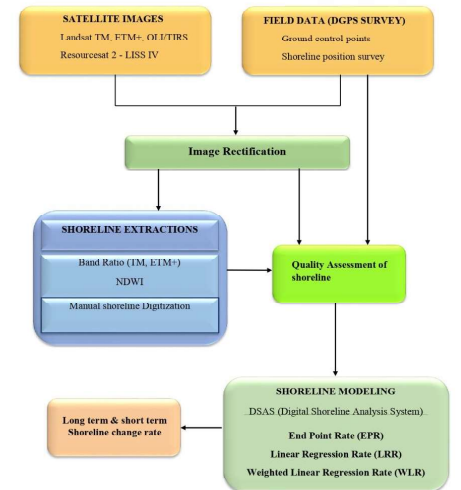 SATELLITE IMAGES
Landsat TM, ETM+, OLI/TIRS
Resourcesat 2 - LISS IV
FIELD DATA (DGPS SURVEY)
Ground control points
Shoreline position survey
Image Rectification
SHORELINE EXTRACTIONS
Band Ratio (TM, ETM+)
NDWI
Manual shoreline Digitization
Quality Assessment of
shoreline
SHORELINE MODELING
DSAS (Digital Shoreline Analysis System)
End Point Rate (EPR)
Linear Regression Rate (LRR)
Weighted Linear Regression Rate (WLR)
Long term & short term
Shoreline change rate